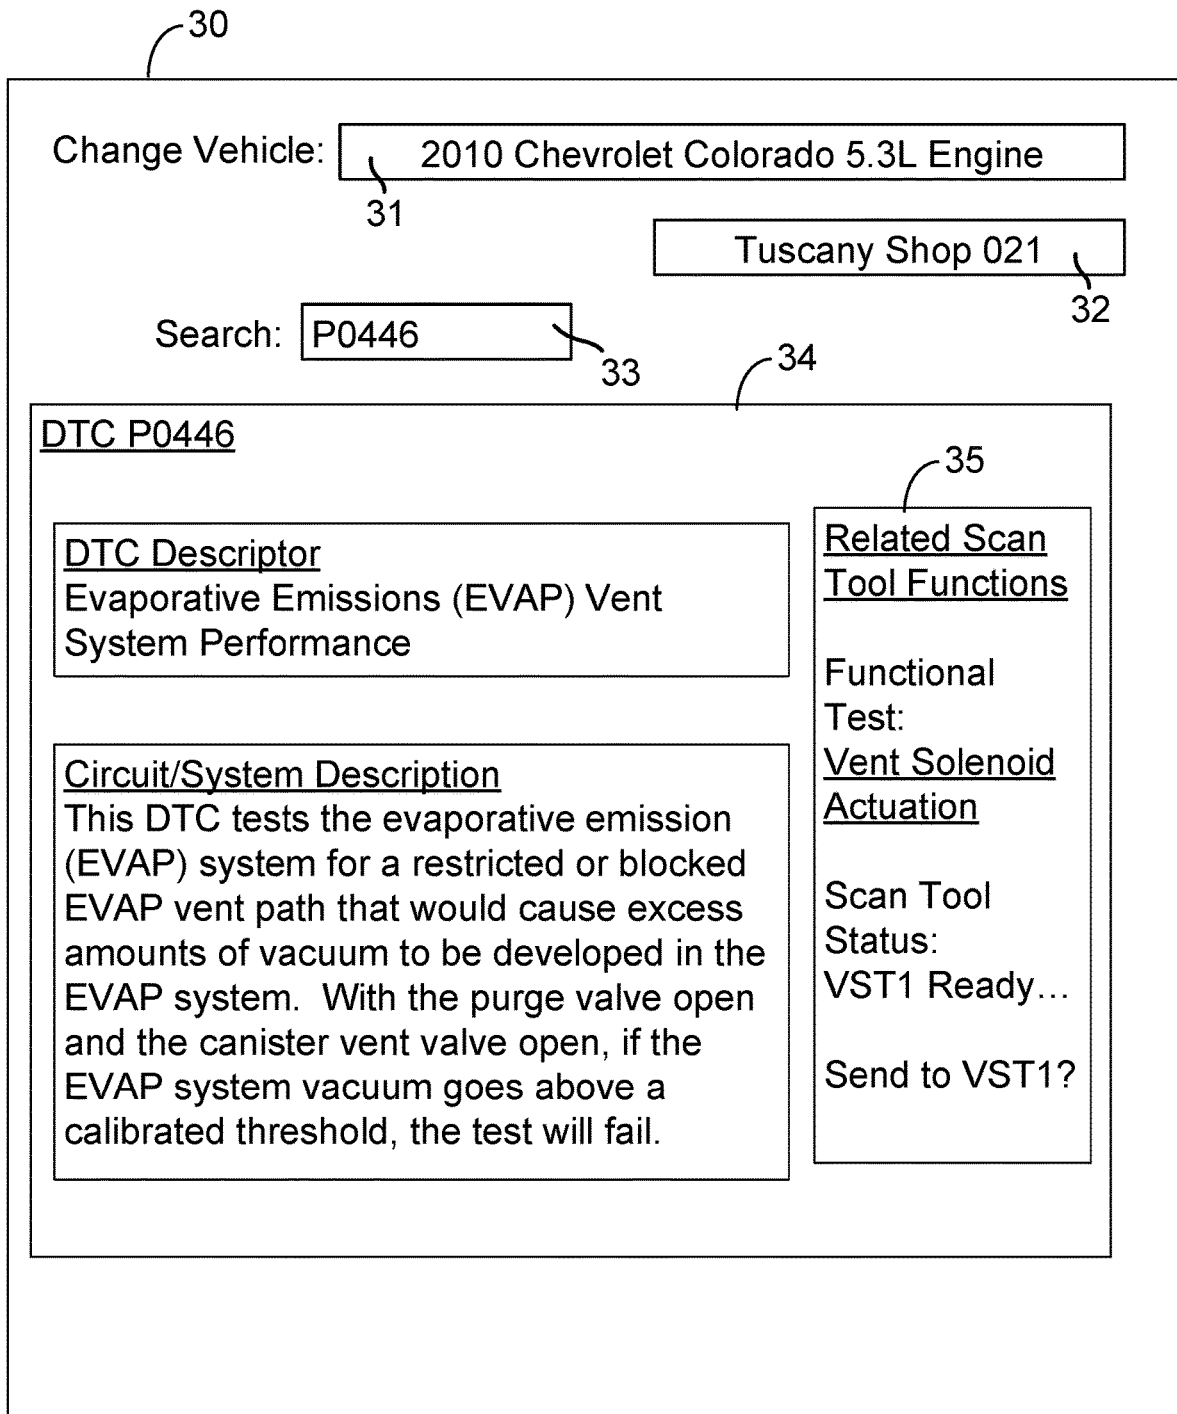 30
Change Vehicle: 2010 Chevrolet Colorado 5.3L Engine
31
Tuscany Shop 021
32
Search: P0446
33
34
DTC P0446
35
DTC Descriptor
Evaporative Emissions (EVAP) Vent
System Performance
Circuit/System Description
This DTC tests the evaporative emission
(EVAP) system for a restricted or blocked
EVAP vent path that would cause excess
amounts of vacuum to be developed in the
EVAP system.  With the purge valve open
and the canister vent valve open, if the
EVAP system vacuum goes above a
calibrated threshold, the test will fail.
Related Scan
Tool Functions
Functional
Test:
Vent Solenoid
Actuation
Scan Tool
Status:
VST1 Ready…
Send to VST1?